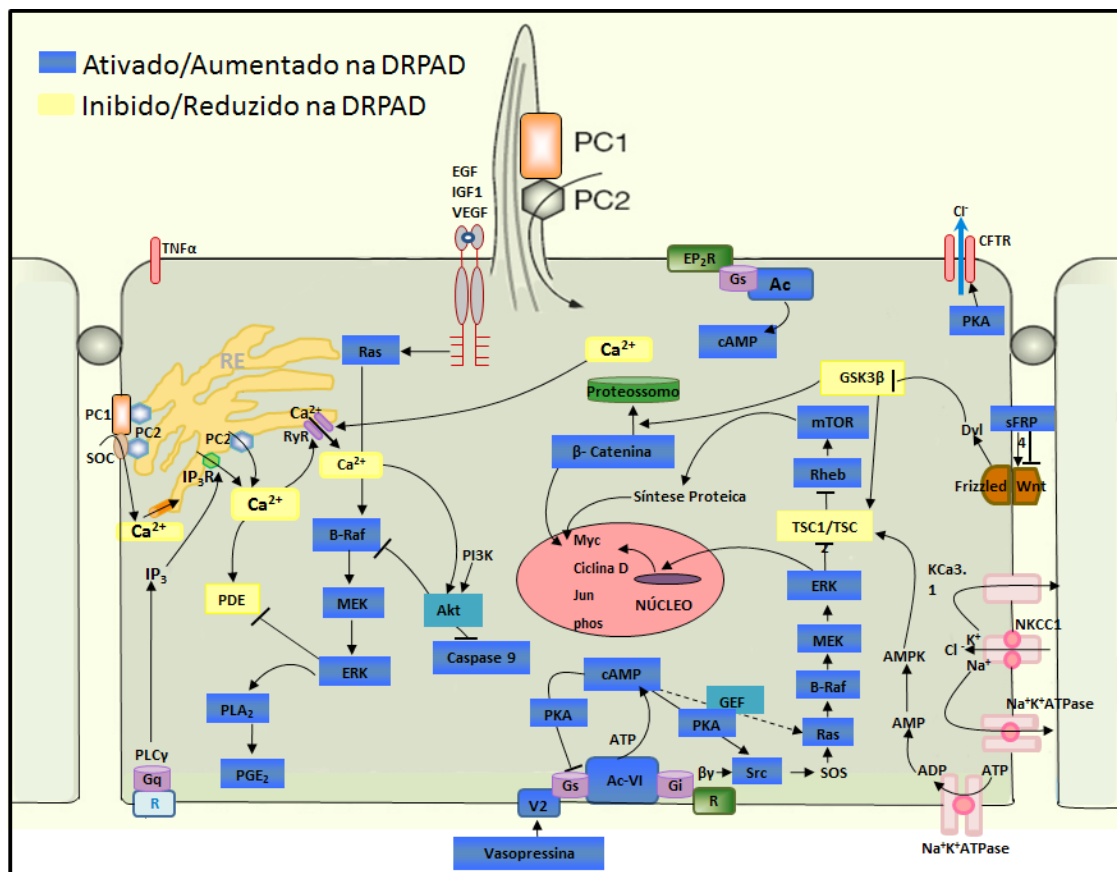 Ativado/Aumentado na DRPAD
Inibido/Reduzido na DRPAD
PC1
PC2
EGF
IGF1
VEGF
TNFα
Cl⁻
CFTR
EP₂R
Gs
Ac
cAMP
PKA
RE
Ras
Ca²⁺
GSK3β
Proteossomo
PC1
PC2
SOC
PC2
Ca²⁺
RyR
Ca²⁺
mTOR
Dvl
sFRP
4
β- Catenina
Rheb
IP₃R
Ca²⁺
Ca²⁺
Síntese Proteica
Frizzled
Wnt
TSC1/TSC
2
B-Raf
PI3K
Myc
Ciclina D
Jun
phos
NÚCLEO
IP₃
PDE
MEK
Akt
ERK
KCa3.
1
NKCC1
K⁺
Cl⁻
Na⁺
Caspase 9
MEK
AMPK
ERK
cAMP
B-Raf
GEF
Na⁺K⁺ATPase
PLA₂
PKA
PKA
Ras
AMP
ATP
PLCγ
Gq
R
PGE₂
Gs
Ac-VI
Gi
βγ
Src
SOS
ADP
ATP
V2
R
Na⁺K⁺ATPase
Vasopressina